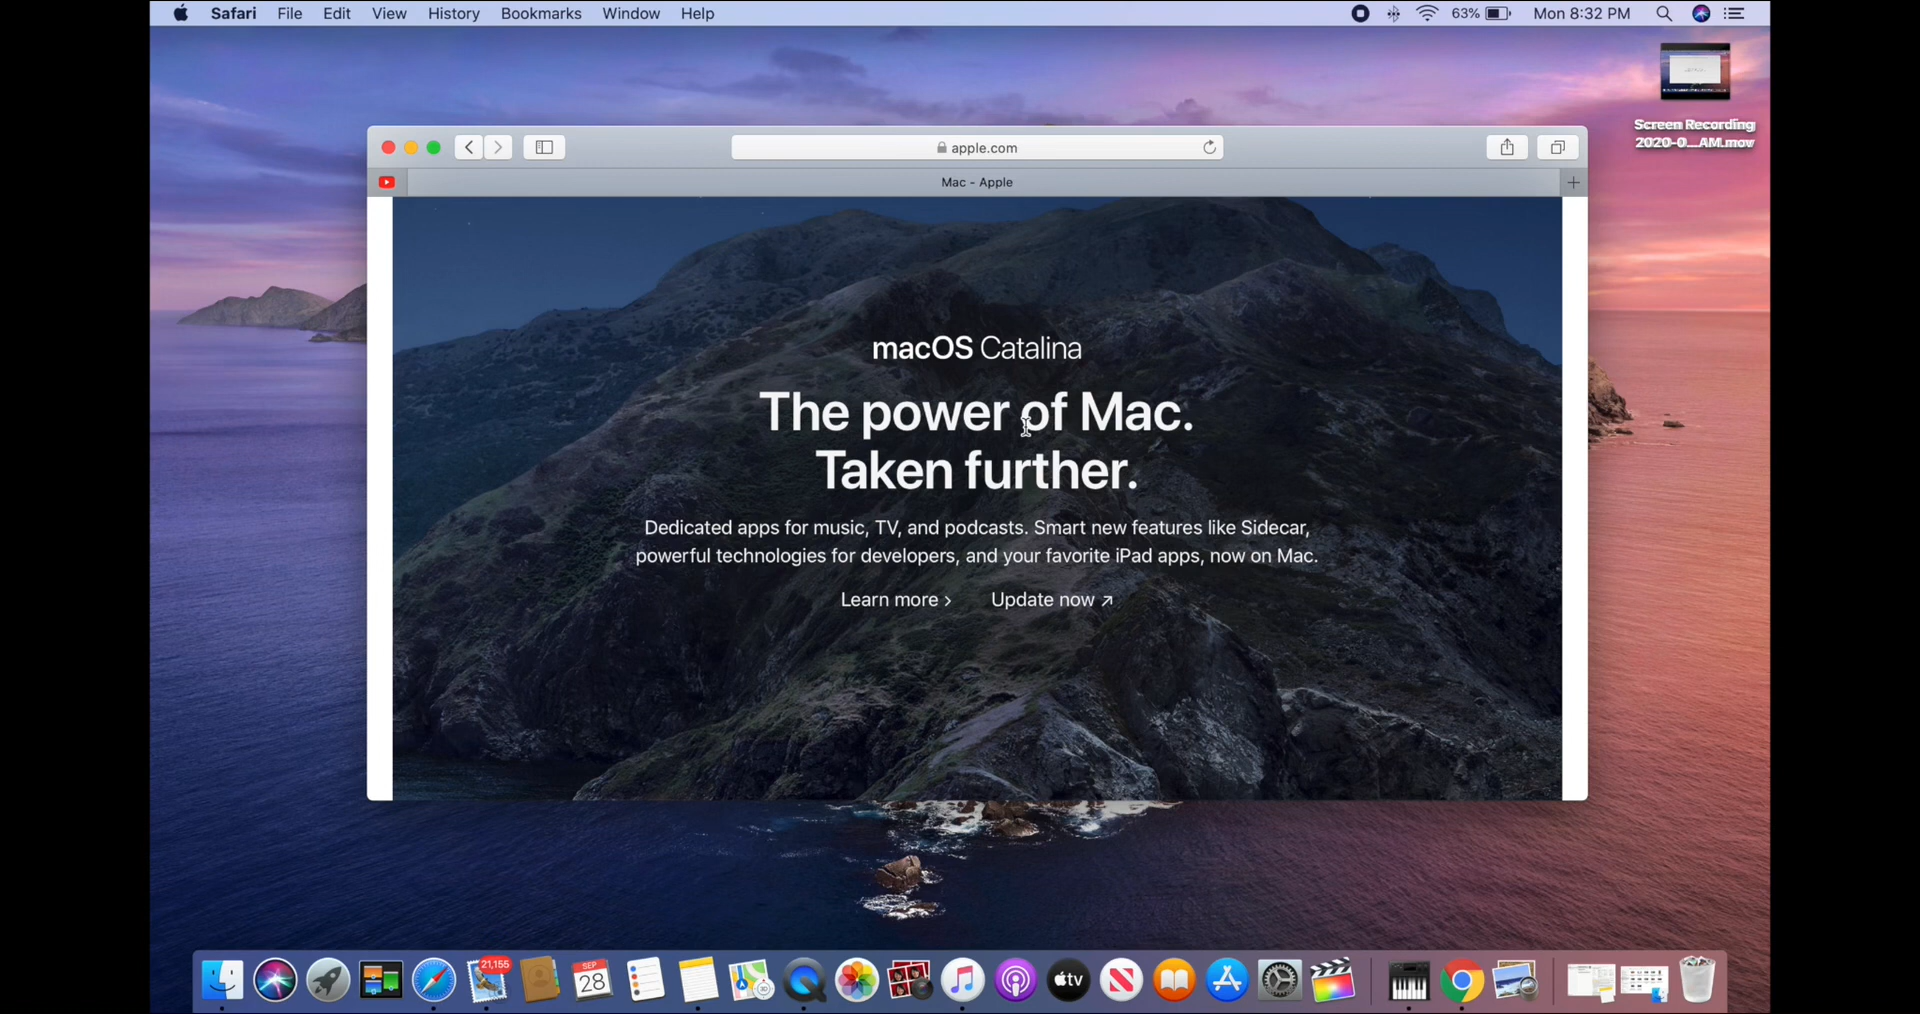 Safari File Edit View History Bookmarks Window Help 63% Mon 8:32 PM
Screen Recording
2020-0...AM.mov
apple.com
Mac - Apple
macOS Catalina
The power of Mac.
Taken further.
Dedicated apps for music, TV, and podcasts. Smart new features like Sidecar,
powerful technologies for developers, and your favorite iPad apps, now on Mac.
Learn more › Update now ↗
21,155
SEP
28
3D
tv